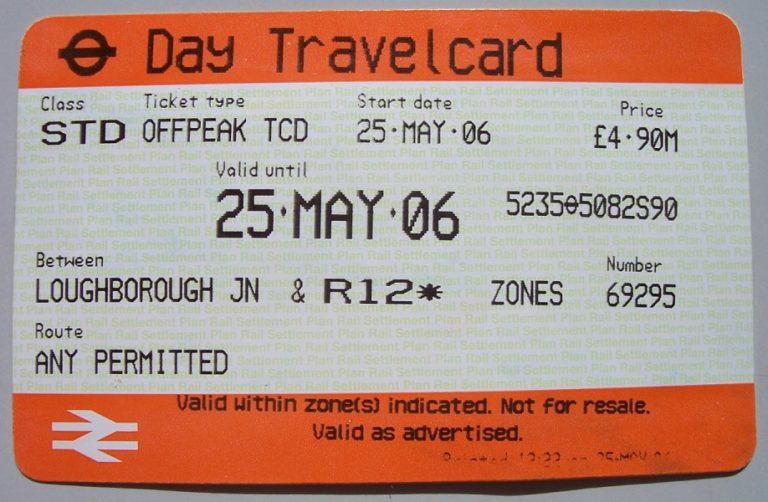 Day Travelcard
Class Ticket type Start date Price
STD OFFPEAK TCD 25·MAY·06 £4·90M
Valid until
25·MAY·06 5235⊖5082S90
Between Number
LOUGHBOROUGH JN & R12* ZONES 69295
Route
ANY PERMITTED
Valid within zone(s) indicated. Not for resale.
Valid as advertised.